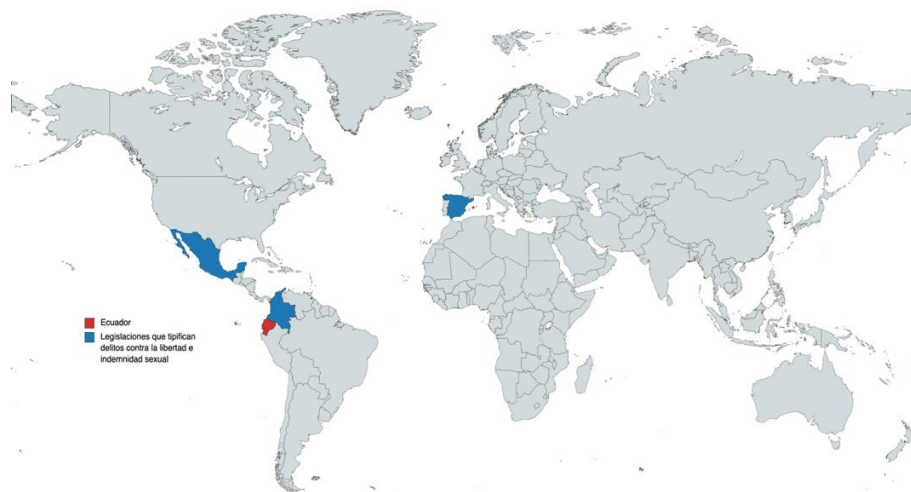 Ecuador
Legislaciones que tipifican
delitos contra la libertad e
indemnidad sexual